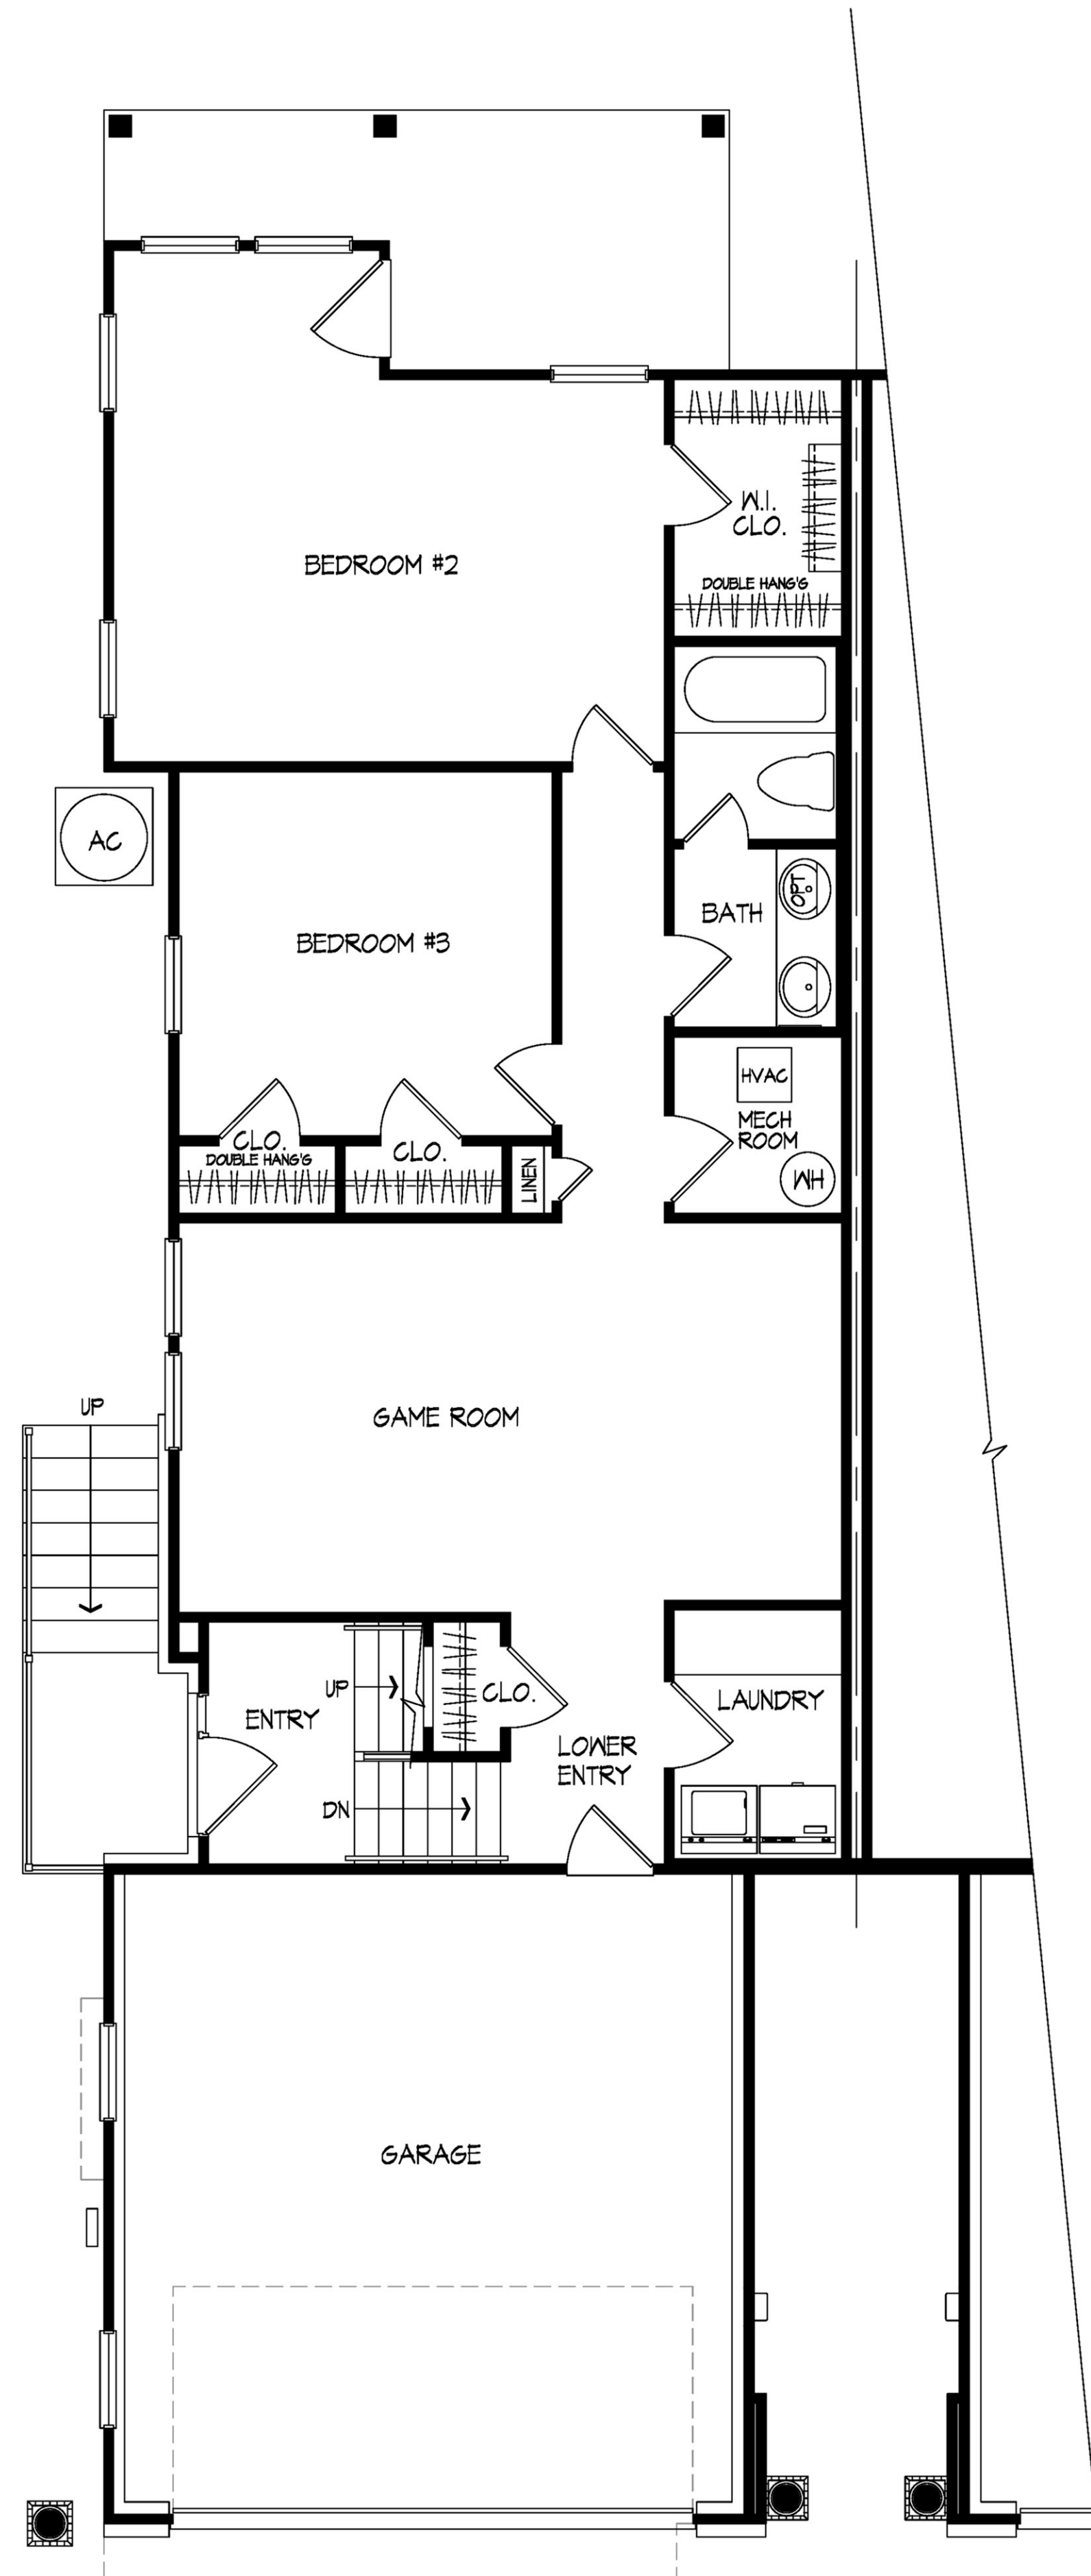 W.I.
CLO.
BEDROOM #2
DOUBLE HANG'G
AC
OPT
BATH
BEDROOM #3
HVAC
MECH
ROOM
CLO.
DOUBLE HANG'G
CLO.
LINEN
WH
UP
GAME ROOM
UP
CLO.
LAUNDRY
ENTRY
LOWER
ENTRY
DN
GARAGE